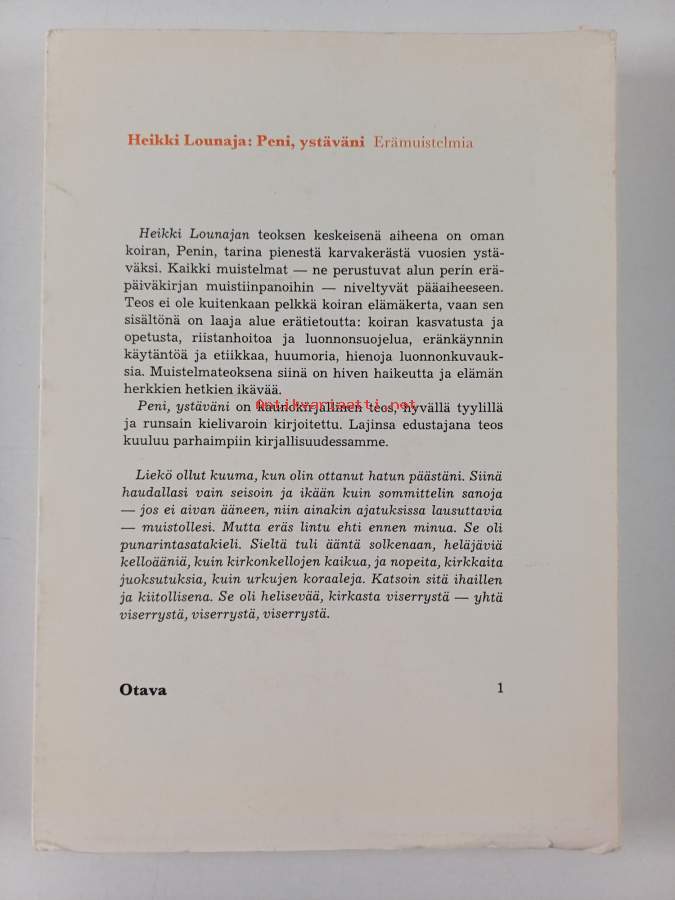 Heikki Lounaja: Peni, ystäväni Erämuistelmia
Heikki Lounajan teoksen keskeisenä aiheena on oman
koiran, Penin, tarina pienestä karvakerästä vuosien ystä-
väksi. Kaikki muistelmat — ne perustuvat alun perin erä-
päiväkirjan muistiinpanoihin — niveltyvät pääaiheeseen.
Teos ei ole kuitenkaan pelkkä koiran elämäkerta, vaan sen
sisältönä on laaja alue erätietoutta: koiran kasvatusta ja
opetusta, riistanhoitoa ja luonnonsuojelua, eränkäynnin
käytäntöä ja etiikkaa, huumoria, hienoja luonnonkuvauk-
sia. Muistelmateoksena siinä on hiven haikeutta ja elämän
herkkien hetkien ikävää.
Antikvariaatti.net
Peni, ystäväni on kaunokirjallinen teos, hyvällä tyylillä
ja runsain kielivaroin kirjoitettu. Lajinsa edustajana teos
kuuluu parhaimpiin kirjallisuudessamme.
Liekö ollut kuuma, kun olin ottanut hatun päästäni. Siinä
haudallasi vain seisoin ja ikään kuin sommittelin sanoja
— jos ei aivan ääneen, niin ainakin ajatuksissa lausuttavia
— muistollesi. Mutta eräs lintu ehti ennen minua. Se oli
punarintasatakieli. Sieltä tuli ääntä solkenaan, heläjäviä
kelloääniä, kuin kirkonkellojen kaikua, ja nopeita, kirkkaita
juoksutuksia, kuin urkujen koraaleja. Katsoin sitä ihaillen
ja kiitollisena. Se oli helisevää, kirkasta viserrystä — yhtä
viserrystä, viserrystä, viserrystä.
Otava 1